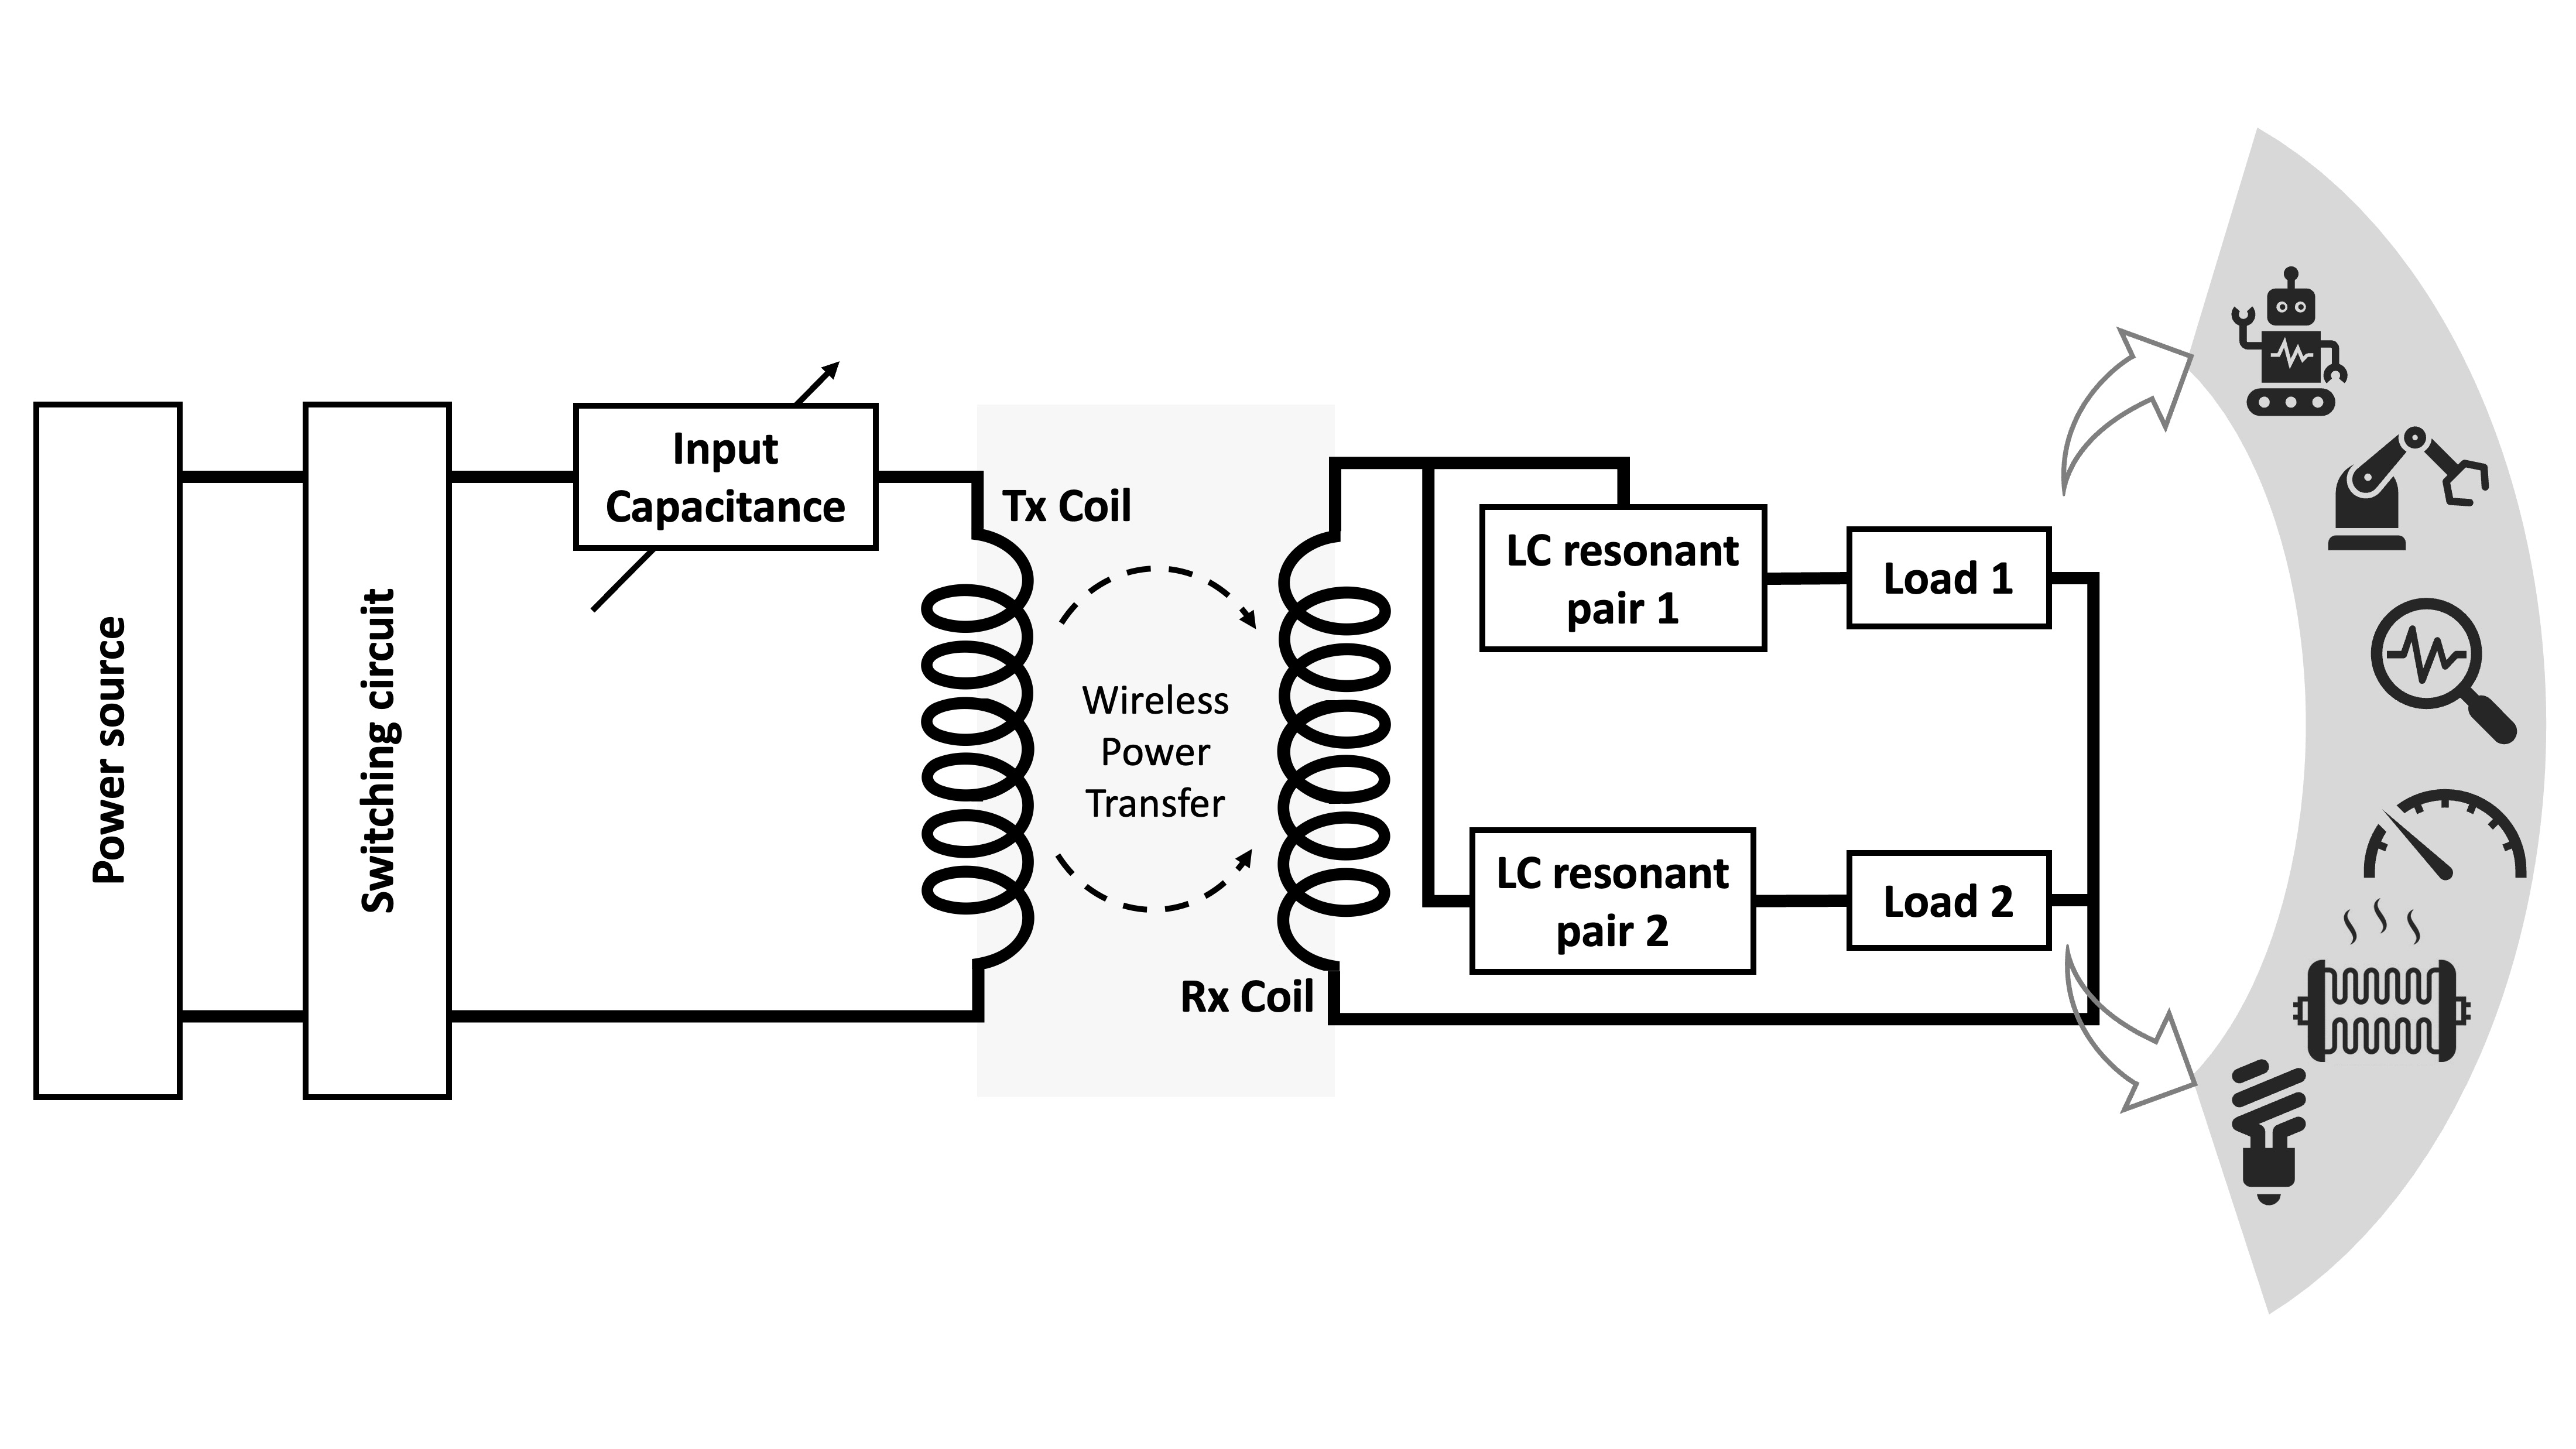 Power source
Switching circuit
Input
Capacitance
Tx Coil
Wireless
Power
Transfer
Rx Coil
LC resonant
pair 1
Load 1
LC resonant
pair 2
Load 2